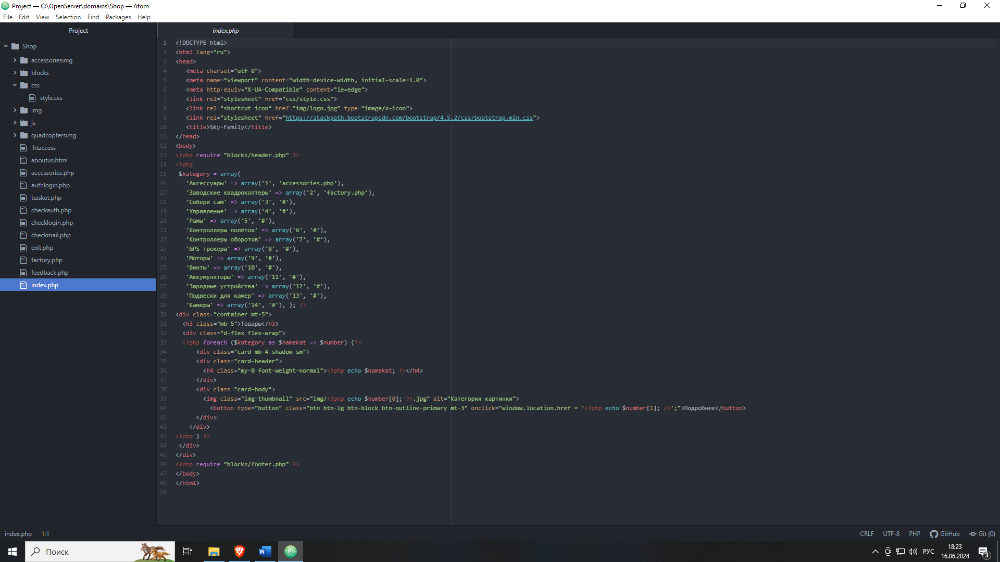 Project — C:\OpenServer\domains\Shop — Atom
File Edit View Selection Find Packages Help
Project
index.php
Shop
accessoriesimg
blocks
css
style.css
img
js
quadcoptersimg
.htaccess
aboutus.html
accessories.php
authlogin.php
basket.php
checkauth.php
checklogin.php
checkmail.php
exit.php
factory.php
feedback.php
index.php
1 <!DOCTYPE html>
2 <html lang="ru">
3 <head>
4 <meta charset="utf-8">
5 <meta name="viewport" content="width=device-width, initial-scale=1.0">
6 <meta http-equiv="X-UA-Compatible" content="ie=edge">
7 <link rel="stylesheet" href="css/style.css">
8 <link rel="shortcut icon" href="img/logo.jpg" type="image/x-icon">
9 <link rel="stylesheet" href="https://stackpath.bootstrapcdn.com/bootstrap/4.5.2/css/bootstrap.min.css">
10 <title>Sky-Family</title>
11 </head>
12 <body>
13 <?php require "blocks/header.php" ?>
14 <?php
15 $kategory = array(
16 'Аксессуары' => array('1', 'accessories.php'),
17 'Заводские квадрокоптеры' => array('2', 'factory.php'),
18 'Собери сам' => array('3', '#'),
19 'Управление' => array('4', '#'),
20 'Рамы' => array('5', '#'),
21 'Контроллеры полётов' => array('6', '#'),
22 'Контроллеры оборотов' => array('7', '#'),
23 'GPS трекеры' => array('8', '#'),
24 'Моторы' => array('9', '#'),
25 'Винты' => array('10', '#'),
26 'Аккумуляторы' => array('11', '#'),
27 'Зарядные устройства' => array('12', '#'),
28 'Подвески для камер' => array('13', '#'),
29 'Камеры' => array('14', '#'), ); ?>
30 <div class="container mt-5">
31 <h3 class="mb-5">Товары</h3>
32 <div class="d-flex flex-wrap">
33 <?php foreach ($kategory as $namekat => $number) {?>
34 <div class="card mb-4 shadow-sm">
35 <div class="card-header">
36 <h4 class="my-0 font-weight-normal"><?php echo $namekat; ?></h4>
37 </div>
38 <div class="card-body">
39 <img class="img-thumbnail" src="img/<?php echo $number[0]; ?>.jpg" alt="Категория картинки">
40 <button type="button" class="btn btn-lg btn-block btn-outline-primary mt-3" onclick="window.location.href = '<?php echo $number[1]; ?>';">Подробнее</button>
41 </div>
42 </div>
43 <?php } ?>
44 </div>
45 </div>
46 <?php require "blocks/footer.php" ?>
47 </body>
48 </html>
49
index.php 1:1 CRLF UTF-8 PHP GitHub Git (0)
Поиск
РУС
18:23
16.06.2024
3